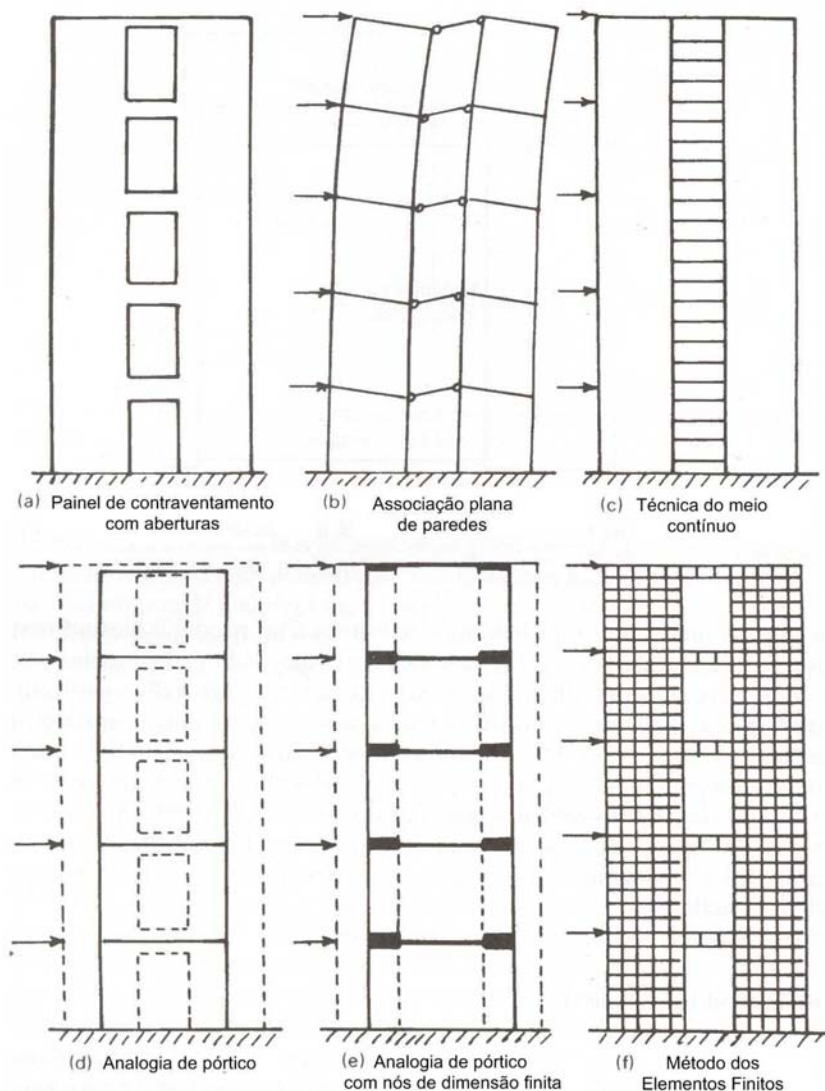 (a) Painel de contraventamento
com aberturas
(b) Associação plana
de paredes
(c) Técnica do meio
contínuo
(d) Analogia de pórtico
(e) Analogia de pórtico
com nós de dimensão finita
(f) Método dos
Elementos Finitos